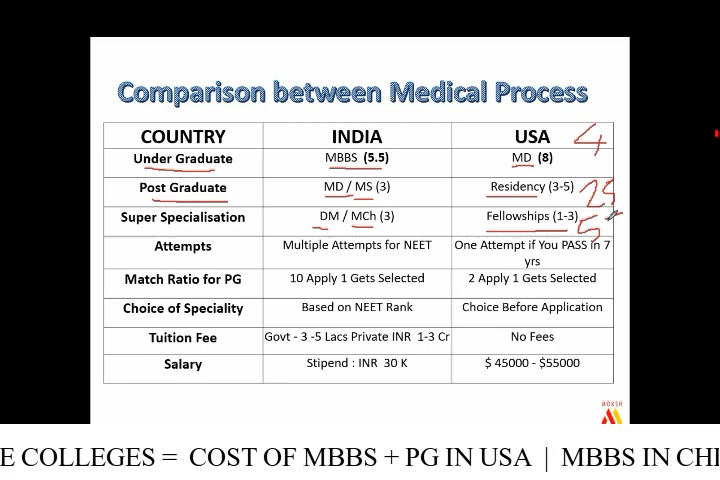 Comparison between Medical Process
COUNTRY INDIA USA 4
Under Graduate MBBS (5.5) MD (8)
Post Graduate MD / MS (3) Residency (3-5)
Super Specialisation DM / MCh (3) Fellowships (1-3) 5
Attempts Multiple Attempts for NEET One Attempt if You PASS in 7
yrs
Match Ratio for PG 10 Apply 1 Gets Selected 2 Apply 1 Gets Selected
Choice of Speciality Based on NEET Rank Choice Before Application
Tuition Fee Govt - 3 -5 Lacs Private INR 1-3 Cr No Fees
Salary Stipend : INR 30 K $ 45000 - $55000
MOKSH
E COLLEGES = COST OF MBBS + PG IN USA | MBBS IN CHI